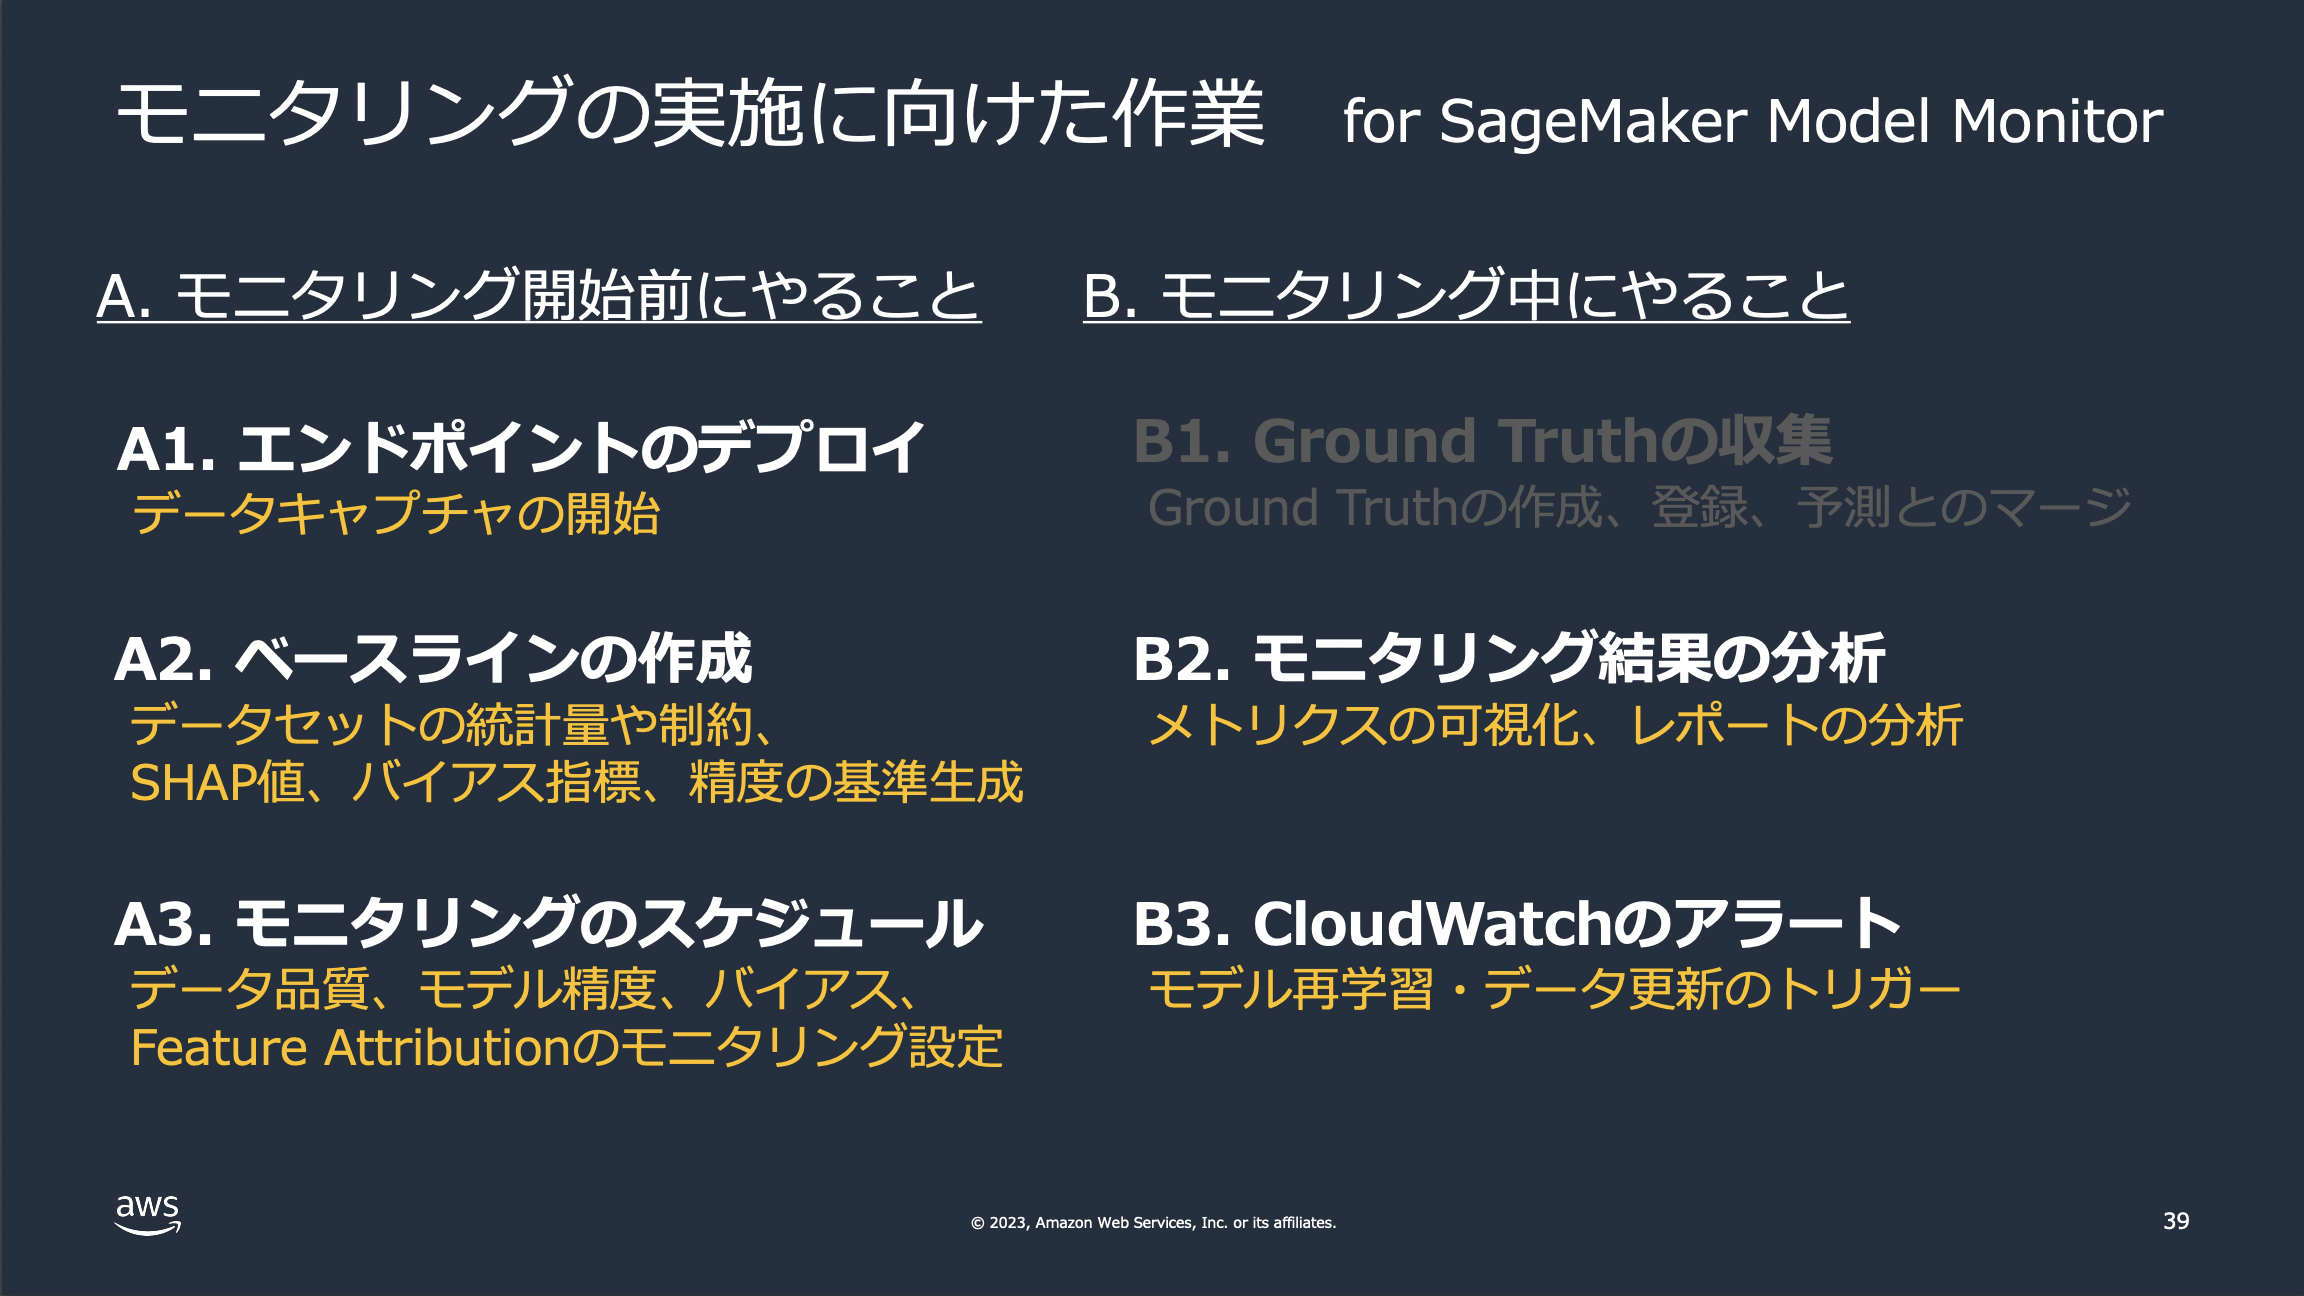 モニタリングの実施に向けた作業 for SageMaker Model Monitor
A. モニタリング開始前にやること
A1. エンドポイントのデプロイ
データキャプチャの開始
A2. ベースラインの作成
データセットの統計量や制約、
SHAP値、バイアス指標、精度の基準生成
A3. モニタリングのスケジュール
データ品質、モデル精度、バイアス、
Feature Attributionのモニタリング設定
B. モニタリング中にやること
B1. Ground Truthの収集
Ground Truthの作成、登録、予測とのマージ
B2. モニタリング結果の分析
メトリクスの可視化、レポートの分析
B3. CloudWatchのアラート
モデル再学習・データ更新のトリガー
aws
© 2023, Amazon Web Services, Inc. or its affiliates.
39